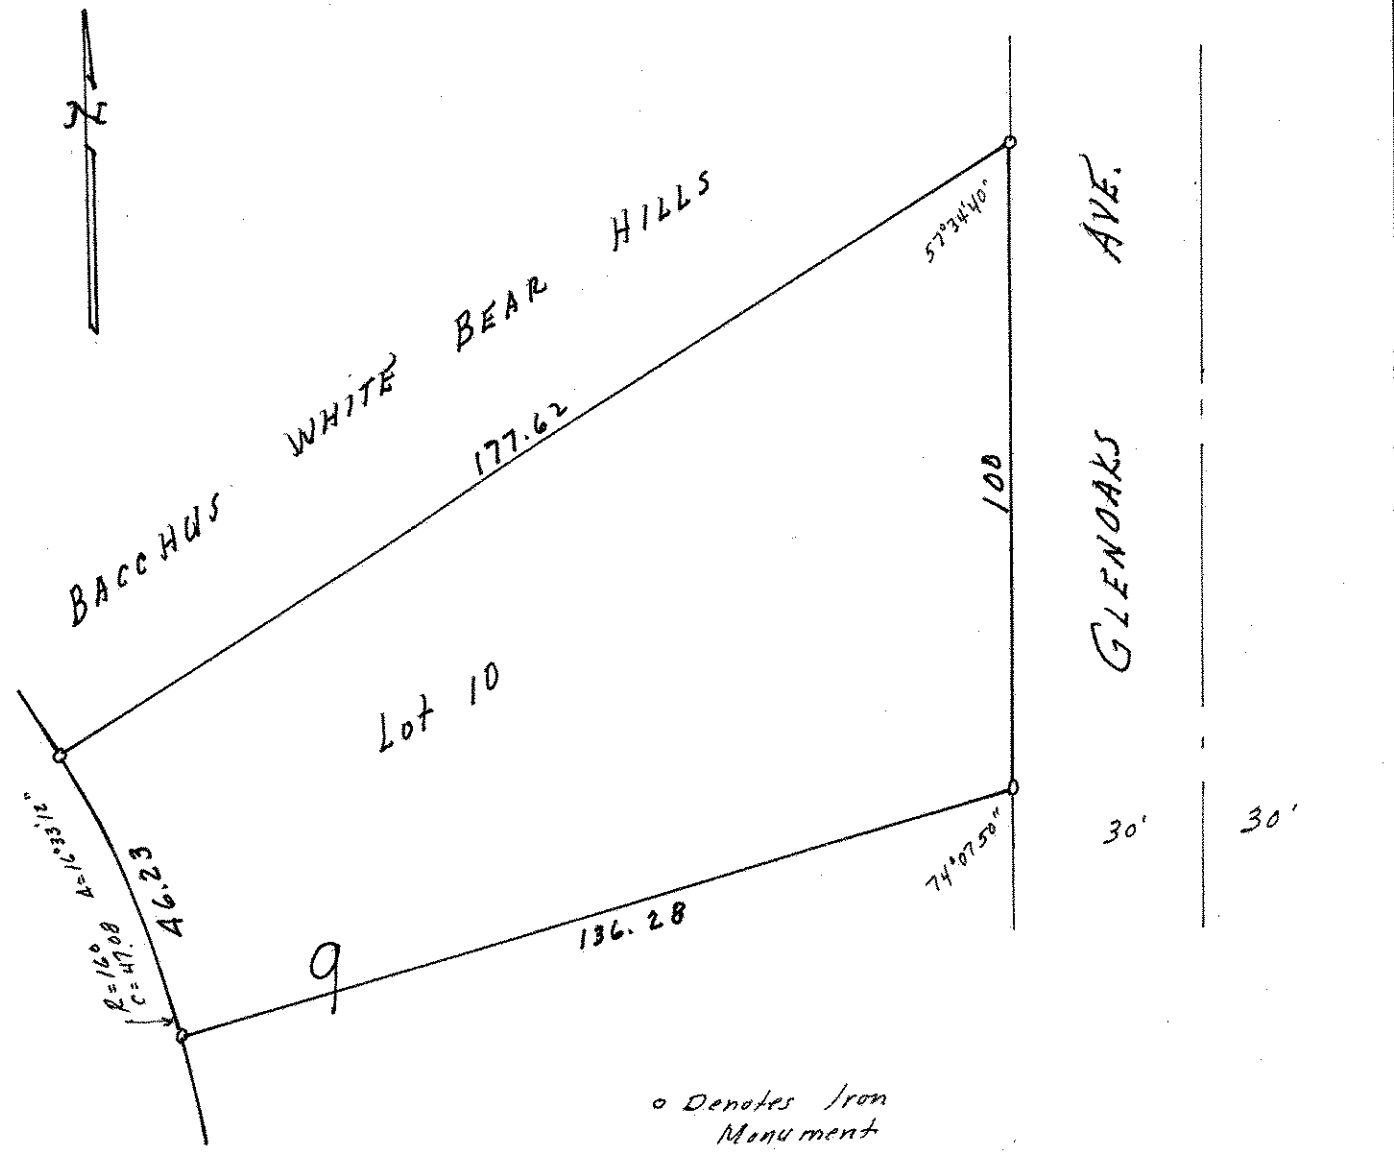 N
BACCHUS WHITE BEAR HILLS
57°34'40"
AVE.
177.62
100
GLENOAKS
Lot 10
30' 30'
74°07'50"
Δ=16°33'12"
46.23
R=160
C=47.08
136.28
9
o Denotes Iron
Monument